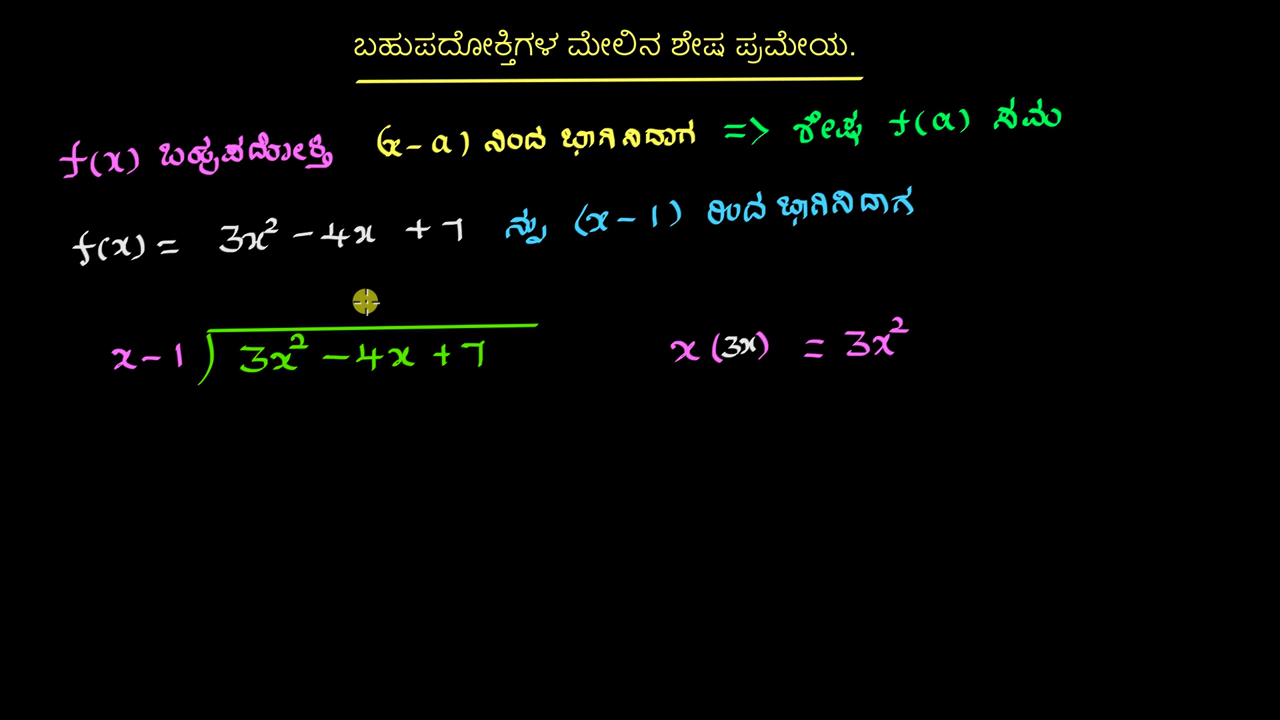 ಬಹುಪದೋಕ್ತಿಗಳ ಮೇಲಿನ ಶೇಷ ಪ್ರಮೇಯ.
f(x) ಬಹುಪದೋಕ್ತಿ (x-a) ನಿಂದ ಭಾಗಿಸಿದಾಗ => ಶೇಷ f(a) ಸಮ
f(x) = 3x² - 4x + 7 ನ್ನು (x-1) ರಿಂದ ಭಾಗಿಸಿದಾಗ
x-1 ) 3x² - 4x + 7 x (3x) = 3x²